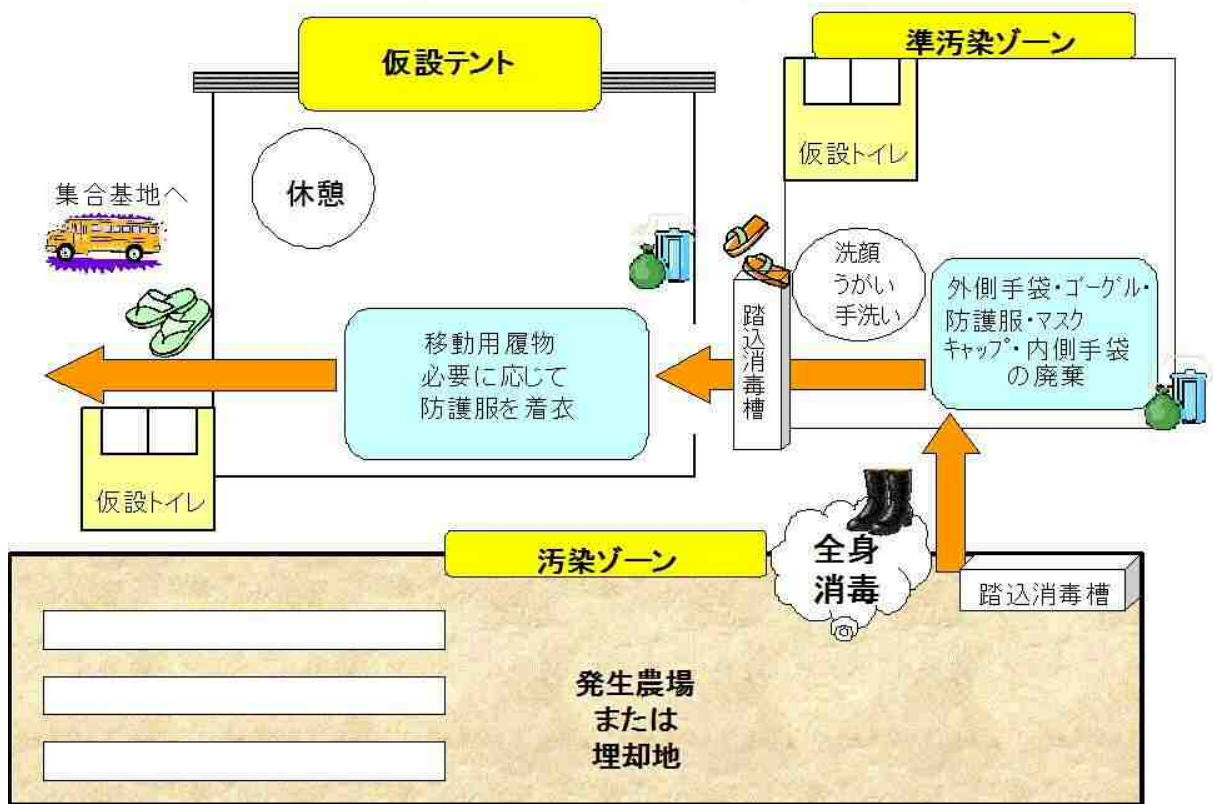 仮設テント
準汚染ゾーン
仮設トイレ
休憩
集合基地へ
洗顔
うがい
手洗い
外側手袋・ゴーグル・
防護服・マスク
キャップ・内側手袋
の廃棄
踏込消毒槽
移動用履物
必要に応じて
防護服を着衣
仮設トイレ
汚染ゾーン
全身
消毒
踏込消毒槽
発生農場
または
埋却地